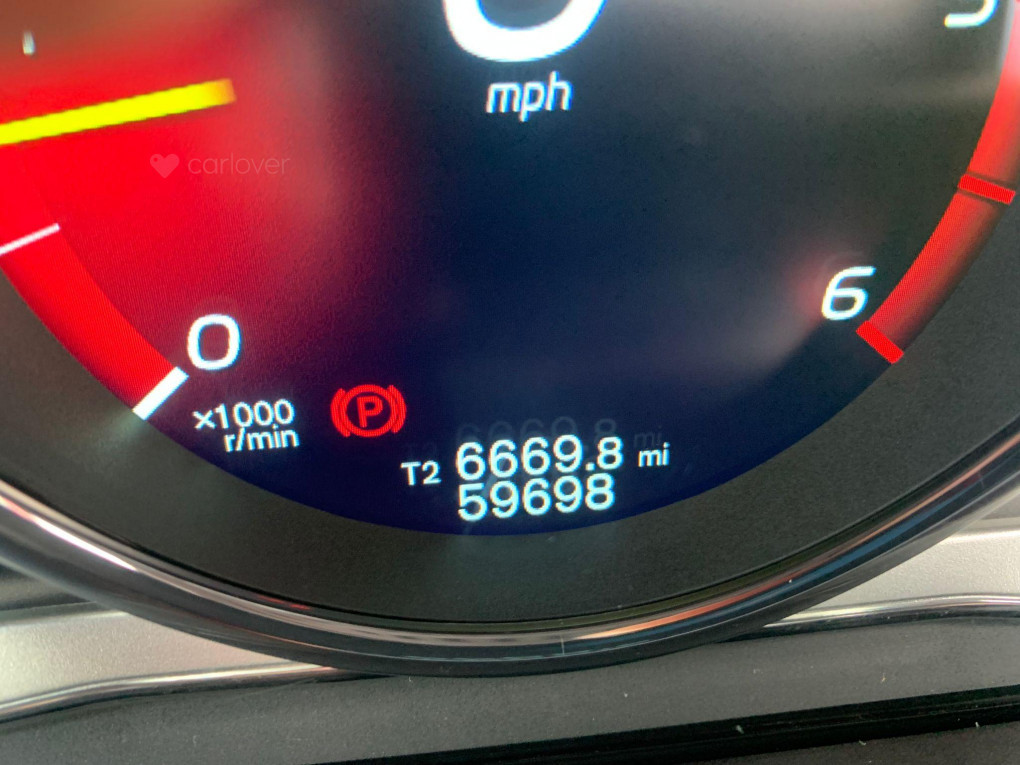 mph
carlover
6
0
×1000
r/min
P
T2 6669.8 mi
59698